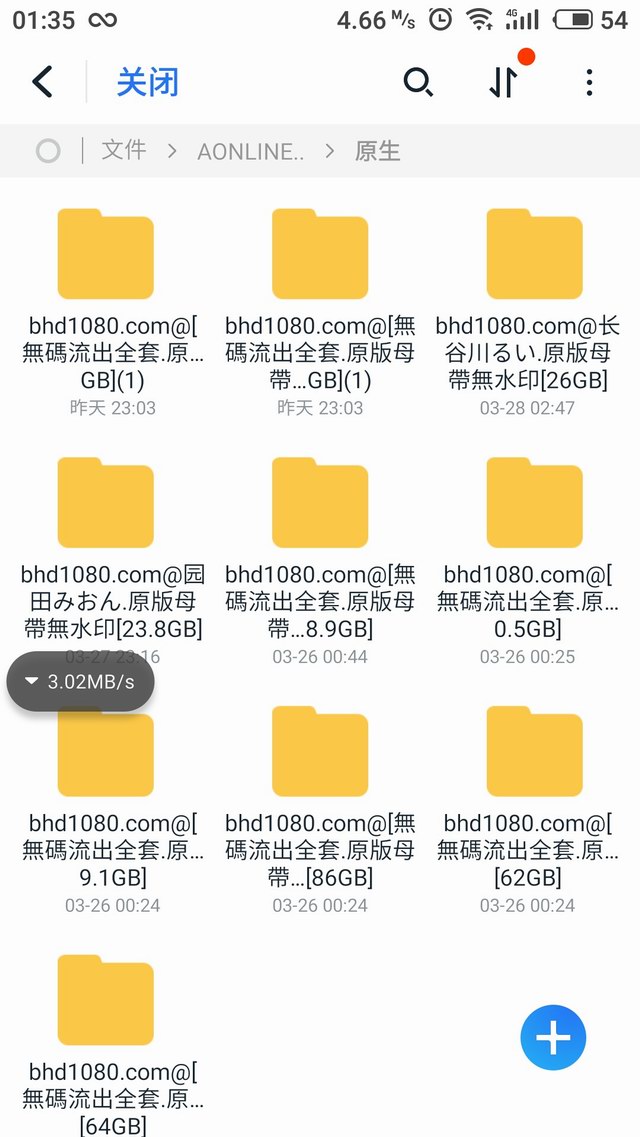 01:35 4.66 M/s 4G 54
关闭
文件 > AONLINE.. > 原生
bhd1080.com@[
無碼流出全套.原...
GB](1)
昨天 23:03
bhd1080.com@[無
碼流出全套.原版母
帶...GB](1)
昨天 23:03
bhd1080.com@长
谷川るい.原版母
帶無水印[26GB]
03-28 02:47
bhd1080.com@园
田みおん.原版母
帶無水印[23.8GB]
03-27 23:16
bhd1080.com@[無
碼流出全套.原版母
帶...8.9GB]
03-26 00:44
bhd1080.com@[
無碼流出全套.原...
0.5GB]
03-26 00:25
3.02MB/s
bhd1080.com@[
無碼流出全套.原...
9.1GB]
03-26 00:24
bhd1080.com@[無
碼流出全套.原版母
帶...[86GB]
03-26 00:24
bhd1080.com@[
無碼流出全套.原...
[62GB]
03-26 00:24
bhd1080.com@[
無碼流出全套.原...
[64GB]